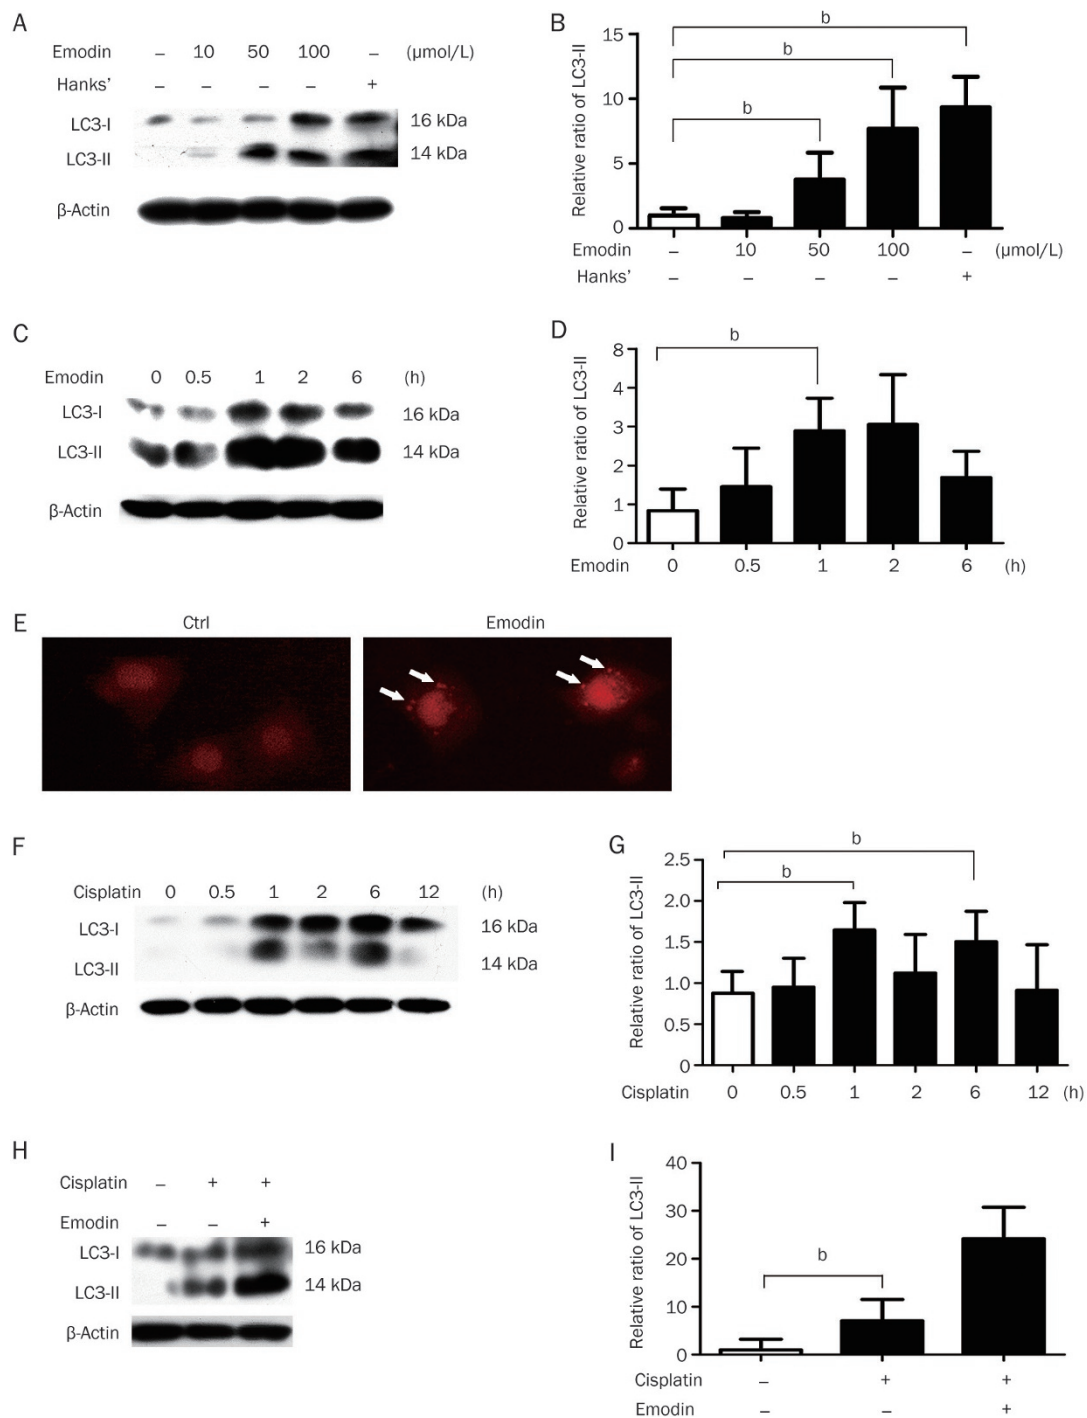 A
Emodin – 10 50 100 – (μmol/L)
Hanks' – – – – +
LC3-I 16 kDa
LC3-II 14 kDa
β-Actin
B
Relative ratio of LC3-II
15
10
5
0
b
b
b
Emodin – 10 50 100 – (μmol/L)
Hanks' – – – – +
C
Emodin 0 0.5 1 2 6 (h)
LC3-I 16 kDa
LC3-II 14 kDa
β-Actin
D
Relative ratio of LC3-II
8
4
3
2
1
0
b
Emodin 0 0.5 1 2 6 (h)
E
Ctrl Emodin
F
Cisplatin 0 0.5 1 2 6 12 (h)
LC3-I 16 kDa
LC3-II 14 kDa
β-Actin
G
Relative ratio of LC3-II
2.5
2.0
1.5
1.0
0.5
0
b
b
Cisplatin 0 0.5 1 2 6 12 (h)
H
Cisplatin – + +
Emodin – – +
LC3-I 16 kDa
LC3-II 14 kDa
β-Actin
I
Relative ratio of LC3-II
40
30
20
10
0
b
Cisplatin – + +
Emodin – – +